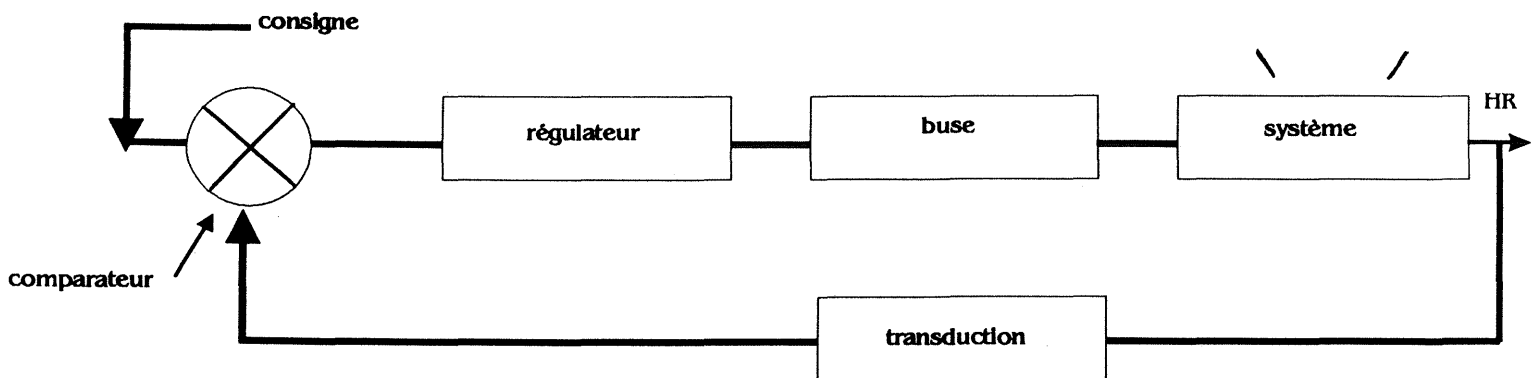 consigne
HR
régulateur
buse
système
comparateur
transduction